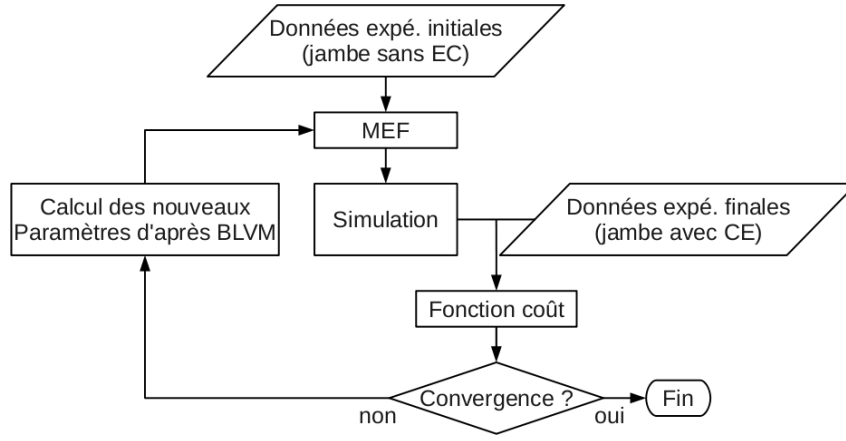 Données expé. initiales
(jambe sans EC)
MEF
Calcul des nouveaux
Paramètres d'après BLVM
Simulation
Données expé. finales
(jambe avec CE)
Fonction coût
Convergence ?
non
oui
Fin